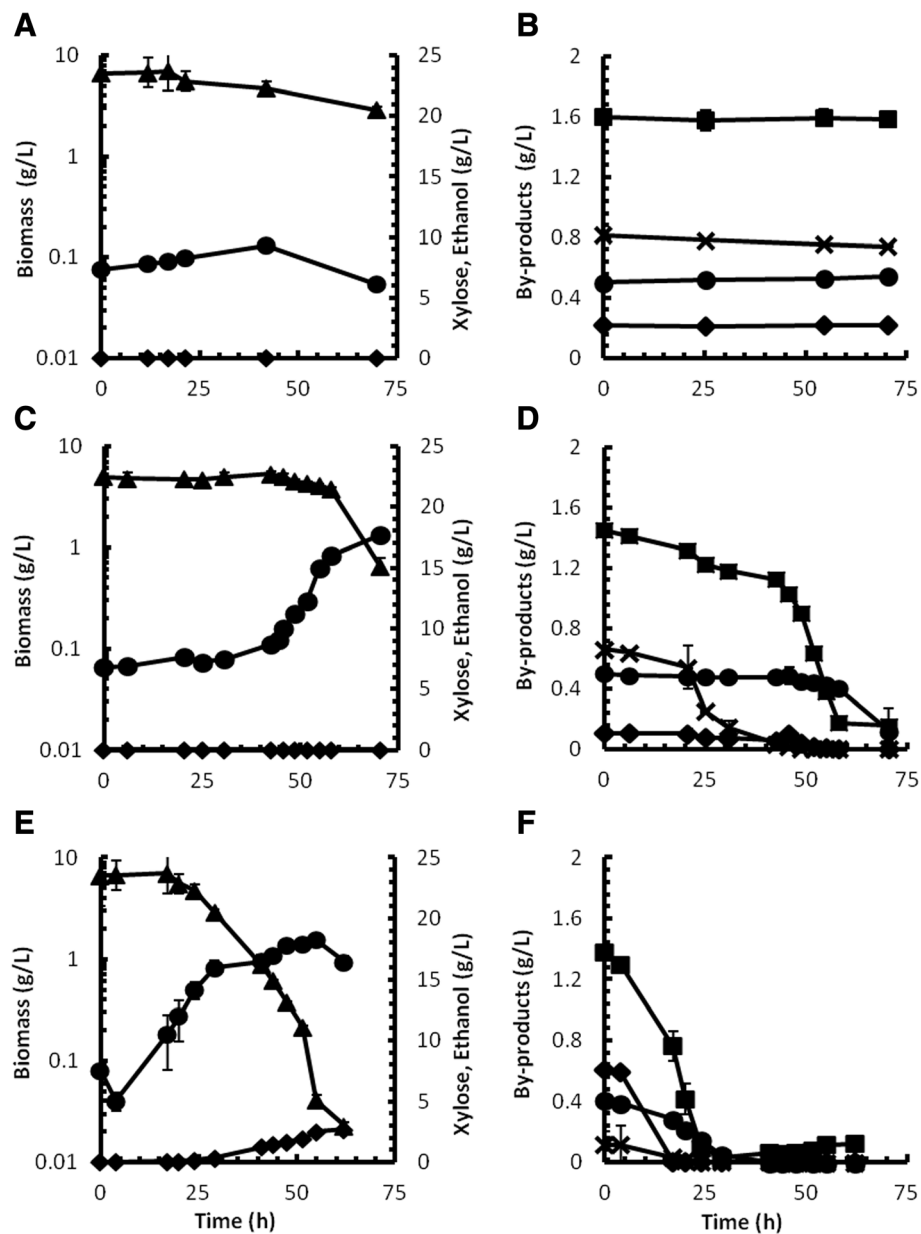 A
Biomass (g/L)
10
1
0.1
0.01
25
20
15
10
5
0
Xylose, Ethanol (g/L)
0 25 50 75
B
By-products (g/L)
2
1.6
1.2
0.8
0.4
0
0 25 50 75
C
Biomass (g/L)
10
1
0.1
0.01
25
20
15
10
5
0
Xylose, Ethanol (g/L)
0 25 50 75
D
By-products (g/L)
2
1.6
1.2
0.8
0.4
0
0 25 50 75
E
Biomass (g/L)
10
1
0.1
0.01
25
20
15
10
5
0
Xylose, Ethanol (g/L)
0 25 50 75
Time (h)
F
By-products (g/L)
2
1.6
1.2
0.8
0.4
0
0 25 50 75
Time (h)